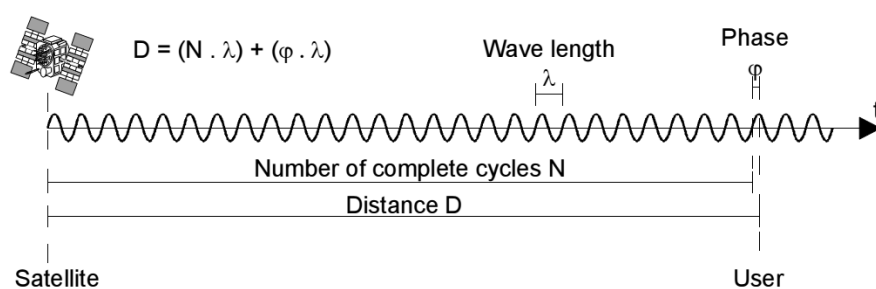 D = (N . λ) + (φ . λ)
Wave length
λ
Phase
φ
t
Number of complete cycles N
Distance D
Satellite
User